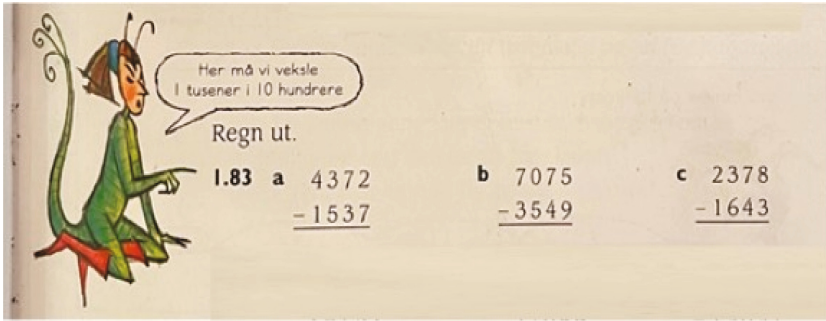 Her må vi veksle
1 tusener i 10 hundrere
Regn ut.
1.83 a 4372 b 7075 c 2378
-1537 -3549 -1643